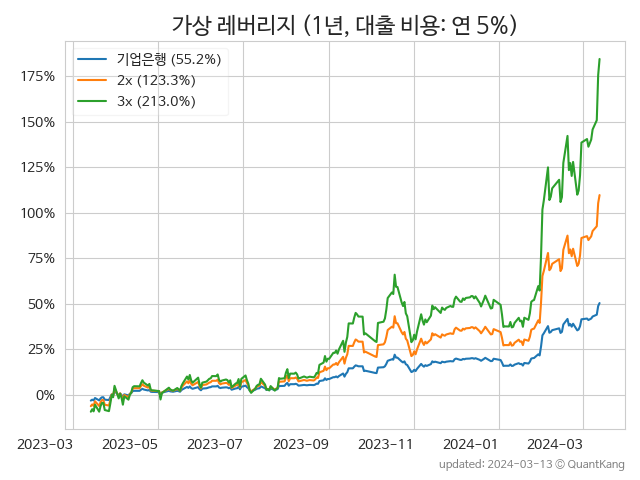 가상 레버리지 (1년, 대출 비용: 연 5%)
기업은행 (55.2%)
2x (123.3%)
3x (213.0%)
175%
150%
125%
100%
75%
50%
25%
0%
2023-03 2023-05 2023-07 2023-09 2023-11 2024-01 2024-03
updated: 2024-03-13 © QuantKang